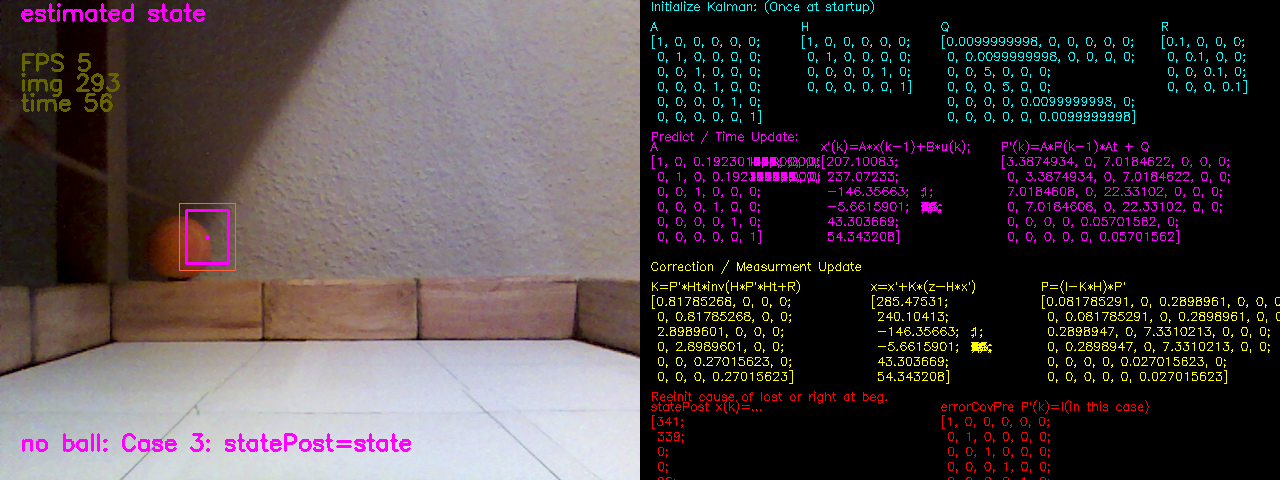 estimated state
FPS 5
img 293
time 56
no ball: Case 3: statePost=state
Initialize Kalman: (Once at startup)
A H Q R
[1, 0, 0, 0, 0, 0; [1, 0, 0, 0, 0, 0; [0.0099999998, 0, 0, 0, 0, 0; [0.1, 0, 0, 0;
0, 1, 0, 0, 0, 0; 0, 1, 0, 0, 0, 0; 0, 0.0099999998, 0, 0, 0, 0; 0, 0.1, 0, 0;
0, 0, 1, 0, 0, 0; 0, 0, 0, 0, 1, 0; 0, 0, 5, 0, 0, 0; 0, 0, 0.1, 0;
0, 0, 0, 1, 0, 0; 0, 0, 0, 0, 0, 1] 0, 0, 0, 5, 0, 0; 0, 0, 0, 0.1]
0, 0, 0, 0, 1, 0; 0, 0, 0, 0, 0.0099999998, 0;
0, 0, 0, 0, 0, 1] 0, 0, 0, 0, 0, 0.0099999998]
Predict / Time Update:
A x'(k)=A*x(k-1)+B*u(k); P'(k)=A*P(k-1)*At + Q
[1, 0, [207.10083; [3.3874934, 0, 7.0184622, 0, 0, 0;
0, 1, 0, 237.07233; 0, 3.3874934, 0, 7.0184622, 0, 0;
0, 0, 1, 0, 0, 0; -146.35663; 7.0184608, 0, 22.33102, 0, 0, 0;
0, 0, 0, 1, 0, 0; -5.6615901; 0, 7.0184608, 0, 22.33102, 0, 0;
0, 0, 0, 0, 1, 0; 43.303669; 0, 0, 0, 0, 0.05701562, 0;
0, 0, 0, 0, 0, 1] 54.343208] 0, 0, 0, 0, 0, 0.05701562]
Correction / Measurment Update
K=P'*Ht*inv(H*P'*Ht+R) x=x'+K*(z-H*x') P=(I-K*H)*P'
[0.81785268, 0, 0, 0; [285.47531; [0.081785291, 0, 0.2898961, 0, 0, 0
0, 0.81785268, 0, 0; 240.10413; 0, 0.081785291, 0, 0.2898961, 0, 0
2.8989601, 0, 0, 0; -146.35663; 0.2898947, 0, 7.3310213, 0, 0, 0;
0, 2.8989601, 0, 0; -5.6615901; 0, 0.2898947, 0, 7.3310213, 0, 0;
0, 0, 0.27015623, 0; 43.303669; 0, 0, 0, 0, 0.027015623, 0;
0, 0, 0, 0.27015623] 54.343208] 0, 0, 0, 0, 0, 0.027015623]
Reeinit cause of lost or right at beg.
statePost x(k)=... errorCovPre P'(k)=I(in this case)
[341; [1, 0, 0, 0, 0, 0;
339; 0, 1, 0, 0, 0, 0;
0; 0, 0, 1, 0, 0, 0;
0; 0, 0, 0, 1, 0, 0;